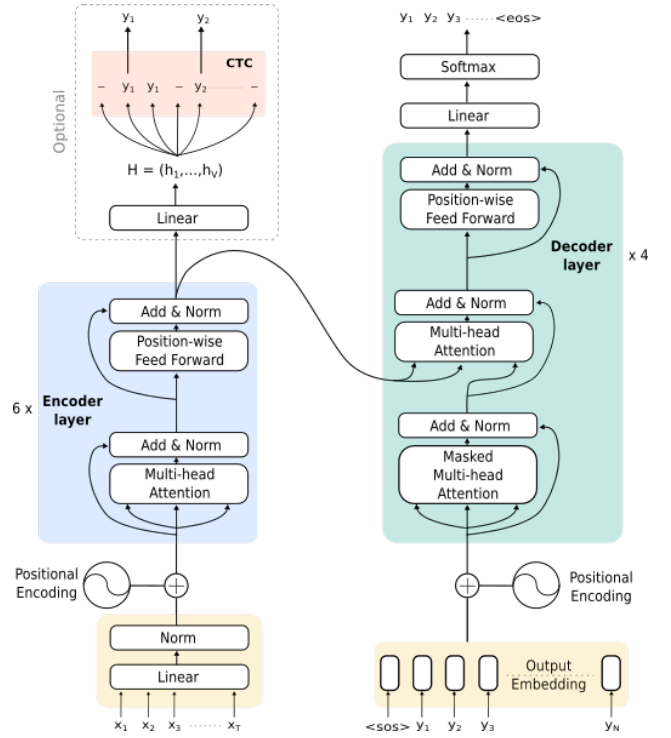 y₁ y₂
CTC
– y₁ y₁ – y₂ ........... –
Optional
H = (h₁,...,hᵥ)
Linear
Add & Norm
Position-wise
Feed Forward
6 x
Encoder
layer
Add & Norm
Multi-head
Attention
Positional
Encoding
+
Norm
Linear
x₁ x₂ x₃ ........ x_T
y₁ y₂ y₃ ........ <eos>
Softmax
Linear
Add & Norm
Position-wise
Feed Forward
Decoder
layer
x 4
Add & Norm
Multi-head
Attention
Add & Norm
Masked
Multi-head
Attention
+
Positional
Encoding
Output
Embedding
<sos> y₁ y₂ y₃ y_N